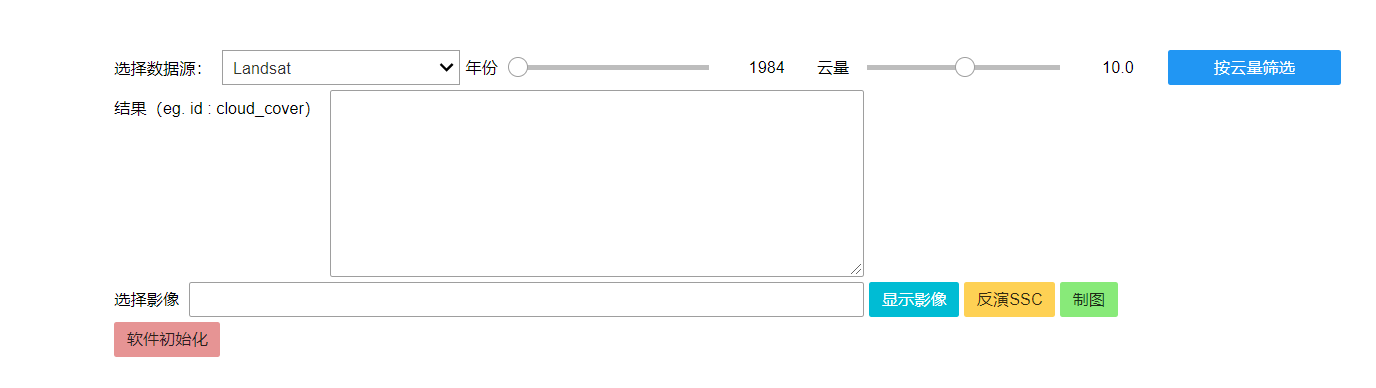 选择数据源： Landsat 年份 1984 云量 10.0 按云量筛选
结果（eg. id : cloud_cover）
选择影像 显示影像 反演SSC 制图
软件初始化